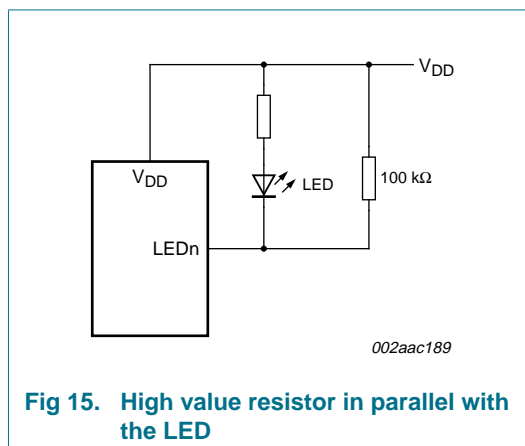 VDD
VDD
LED
100 kΩ
LEDn
002aac189
Fig 15. High value resistor in parallel with
the LED